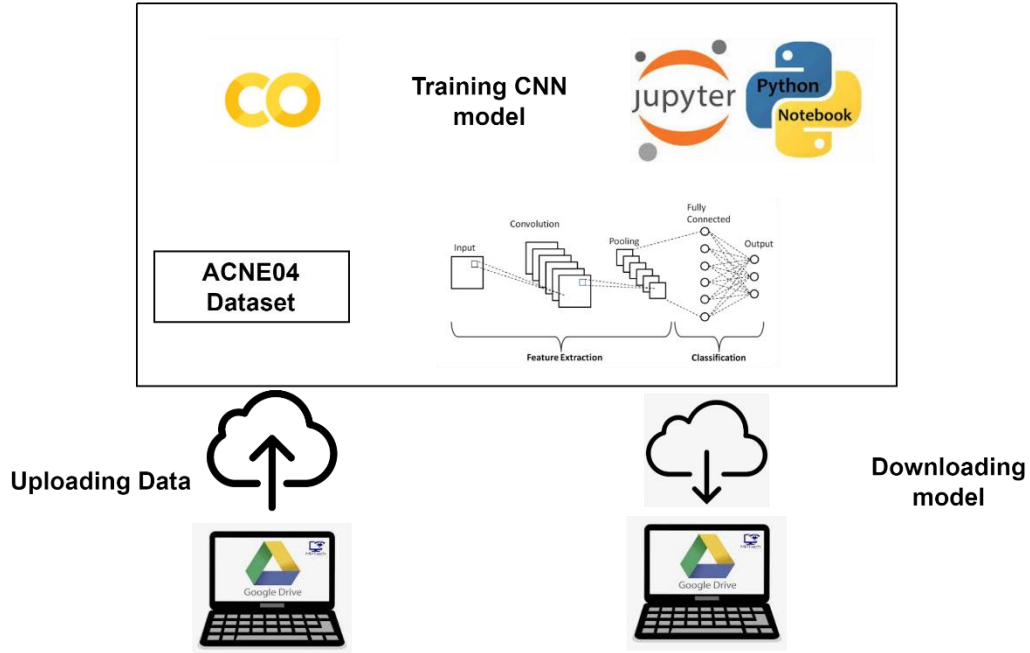 CO
Training CNN
model
Jupyter
Python
Notebook
ACNE04
Dataset
Input
Convolution
Pooling
Fully
Connected
Output
Feature Extraction
Classification
Uploading Data
Downloading
model
Google Drive
Google Drive